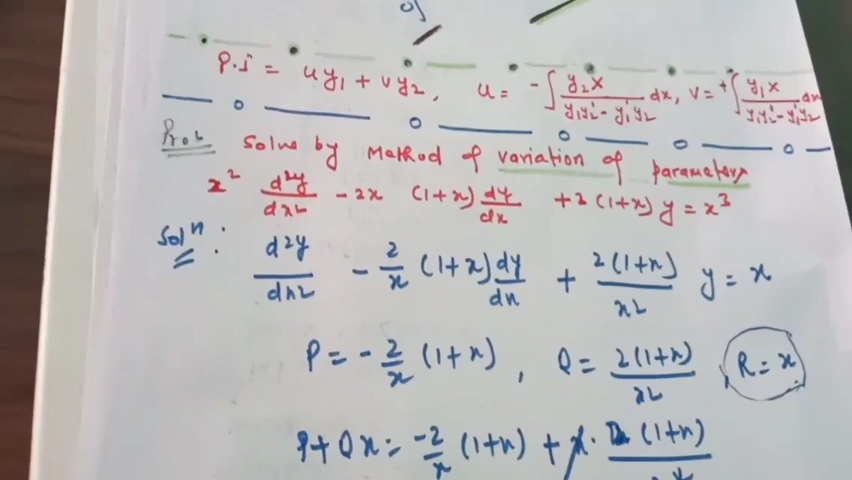 P.I = uy₁ + vy₂, u = -∫ y₂X / (y₁y₂' - y₁'y₂) dx, v = +∫ y₁X / (y₁y₂' - y₁'y₂) dx
Prob. Solve by Method of variation of parameters
x² d²y/dx² - 2x (1+x) dy/dx + 2(1+x) y = x³
Solⁿ :
d²y/dx² - 2/x (1+x) dy/dx + 2(1+x)/x² y = x
P = - 2/x (1+x), Q = 2(1+x)/x², R = x
P + Qx = -2/x (1+x) + x. 2(1+x)